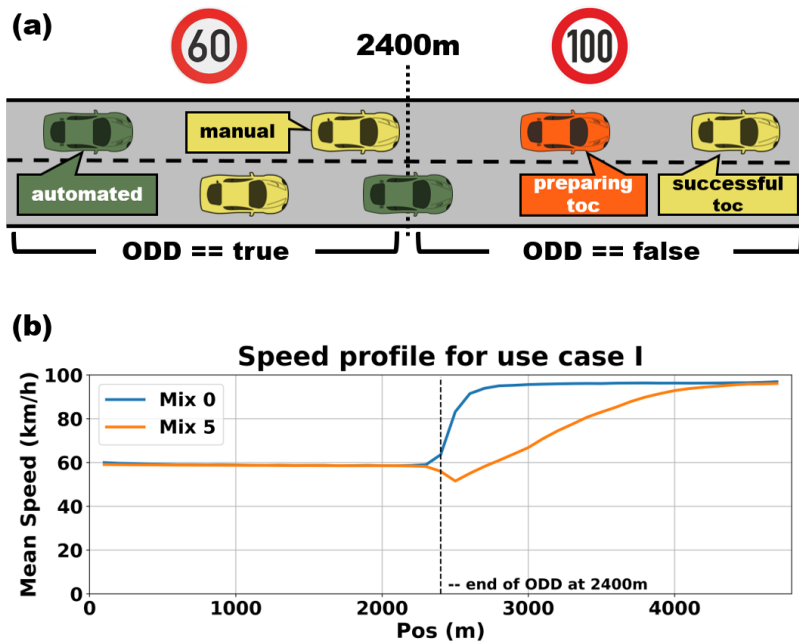 (a)
60
2400m
100
manual
automated
preparing
toc
successful
toc
ODD == true
ODD == false
(b)
Speed profile for use case I
Mean Speed (km/h)
100
80
60
40
20
0
Mix 0
Mix 5
-- end of ODD at 2400m
0
1000
2000
3000
4000
Pos (m)